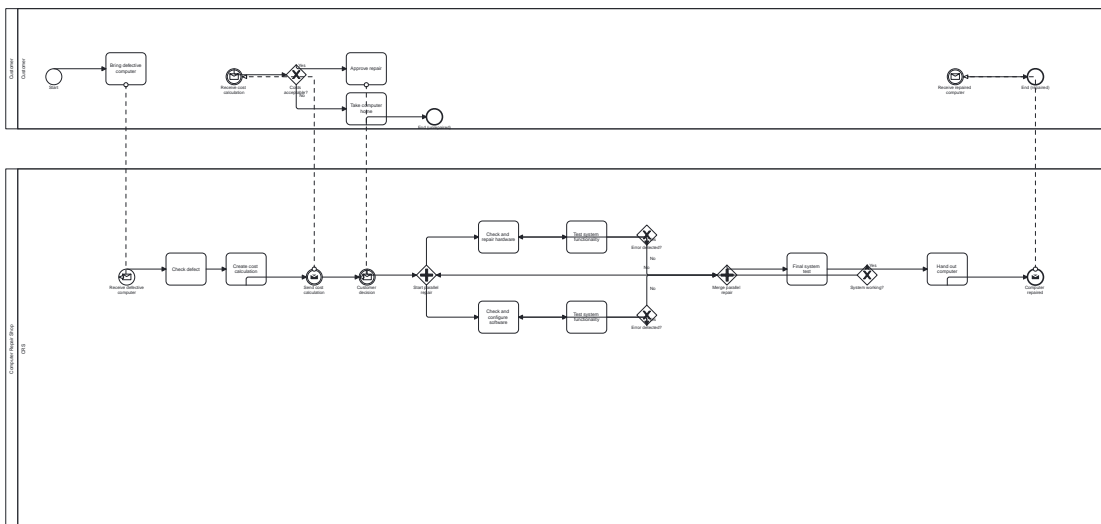 Customer
Customer
Start
Bring defective
computer
Receive cost
calculation
Yes
Costs
acceptable?
No
Approve repair
Take computer
home
End (unrepaired)
Receive repaired
computer
End (repaired)
Computer Repair Shop
CRS
Receive defective
computer
Check defect
Create cost
calculation
Send cost
calculation
Customer
decision
Start parallel
repair
Check and
repair hardware
Test system
functionality
Yes
Error detected?
No
No
Check and
configure
software
Test system
functionality
Yes
Error detected?
No
Merge parallel
repair
Final system
test
Yes
System working?
Hand out
computer
Computer
repaired